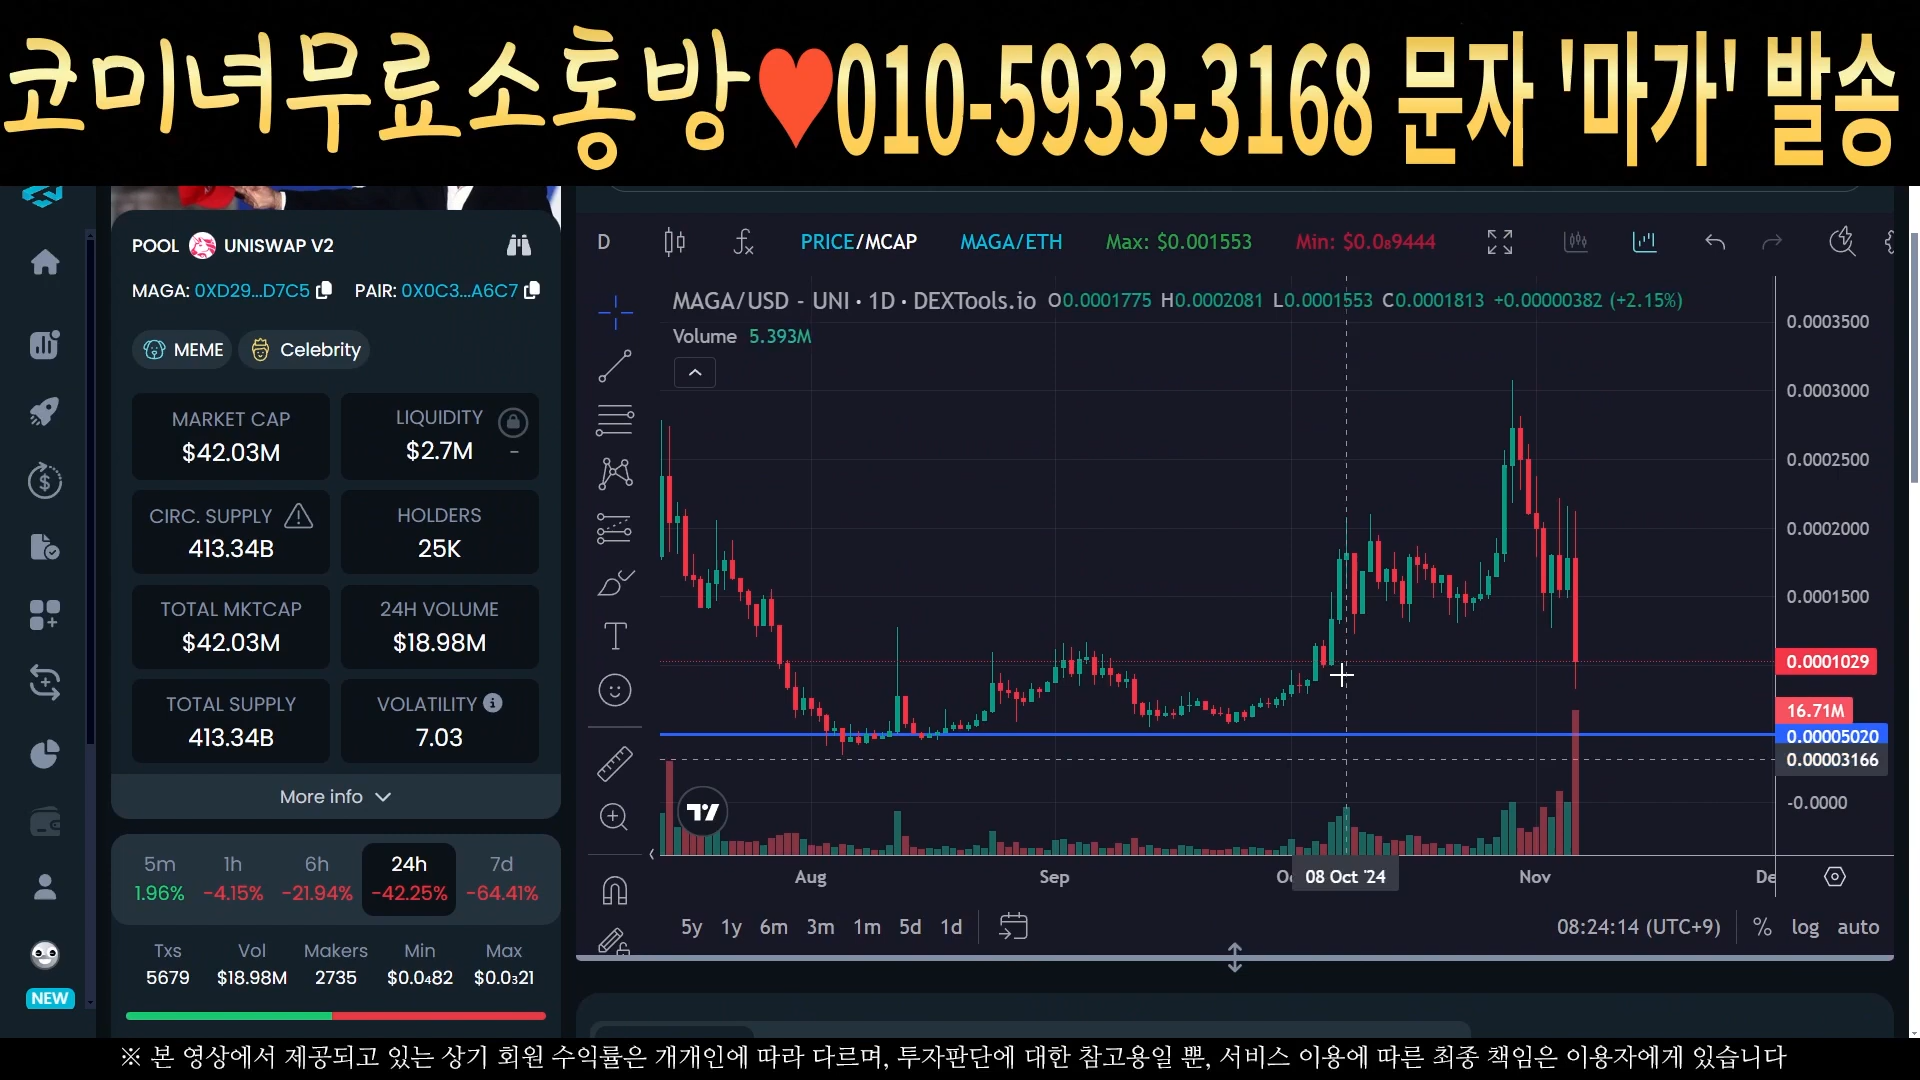 코미녀무료소통방♥010-5933-3168 문자 '마가' 발송
POOL UNISWAP V2
MAGA: 0XD29...D7C5 PAIR: 0X0C3...A6C7
MEME Celebrity
MARKET CAP
$42.03M
LIQUIDITY
$2.7M
-
CIRC. SUPPLY
413.34B
HOLDERS
25K
TOTAL MKTCAP
$42.03M
24H VOLUME
$18.98M
TOTAL SUPPLY
413.34B
VOLATILITY
7.03
More info
5m 1h 6h 24h 7d
1.96% -4.15% -21.94% -42.25% -64.41%
Txs Vol Makers Min Max
5679 $18.98M 2735 $0.0₄82 $0.0₃21
NEW
D PRICE/MCAP MAGA/ETH Max: $0.001553 Min: $0.0₈9444
MAGA/USD - UNI · 1D · DEXTools.io O0.0001775 H0.0002081 L0.0001553 C0.0001813 +0.00000382 (+2.15%)
Volume 5.393M
0.0003500
0.0003000
0.0002500
0.0002000
0.0001500
0.0001029
16.71M
0.00005020
0.00003166
-0.0000
Aug Sep 08 Oct '24 Nov De
5y 1y 6m 3m 1m 5d 1d 08:24:14 (UTC+9) % log auto
※ 본 영상에서 제공되고 있는 상기 회원 수익률은 개개인에 따라 다르며, 투자판단에 대한 참고용일 뿐, 서비스 이용에 따른 최종 책임은 이용자에게 있습니다